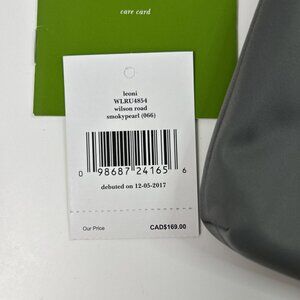 care card
leoni
WLRU4854
wilson road
smokypearl (066)
0 98687 24165 6
debuted on 12-05-2017
Our Price CAD$169.00